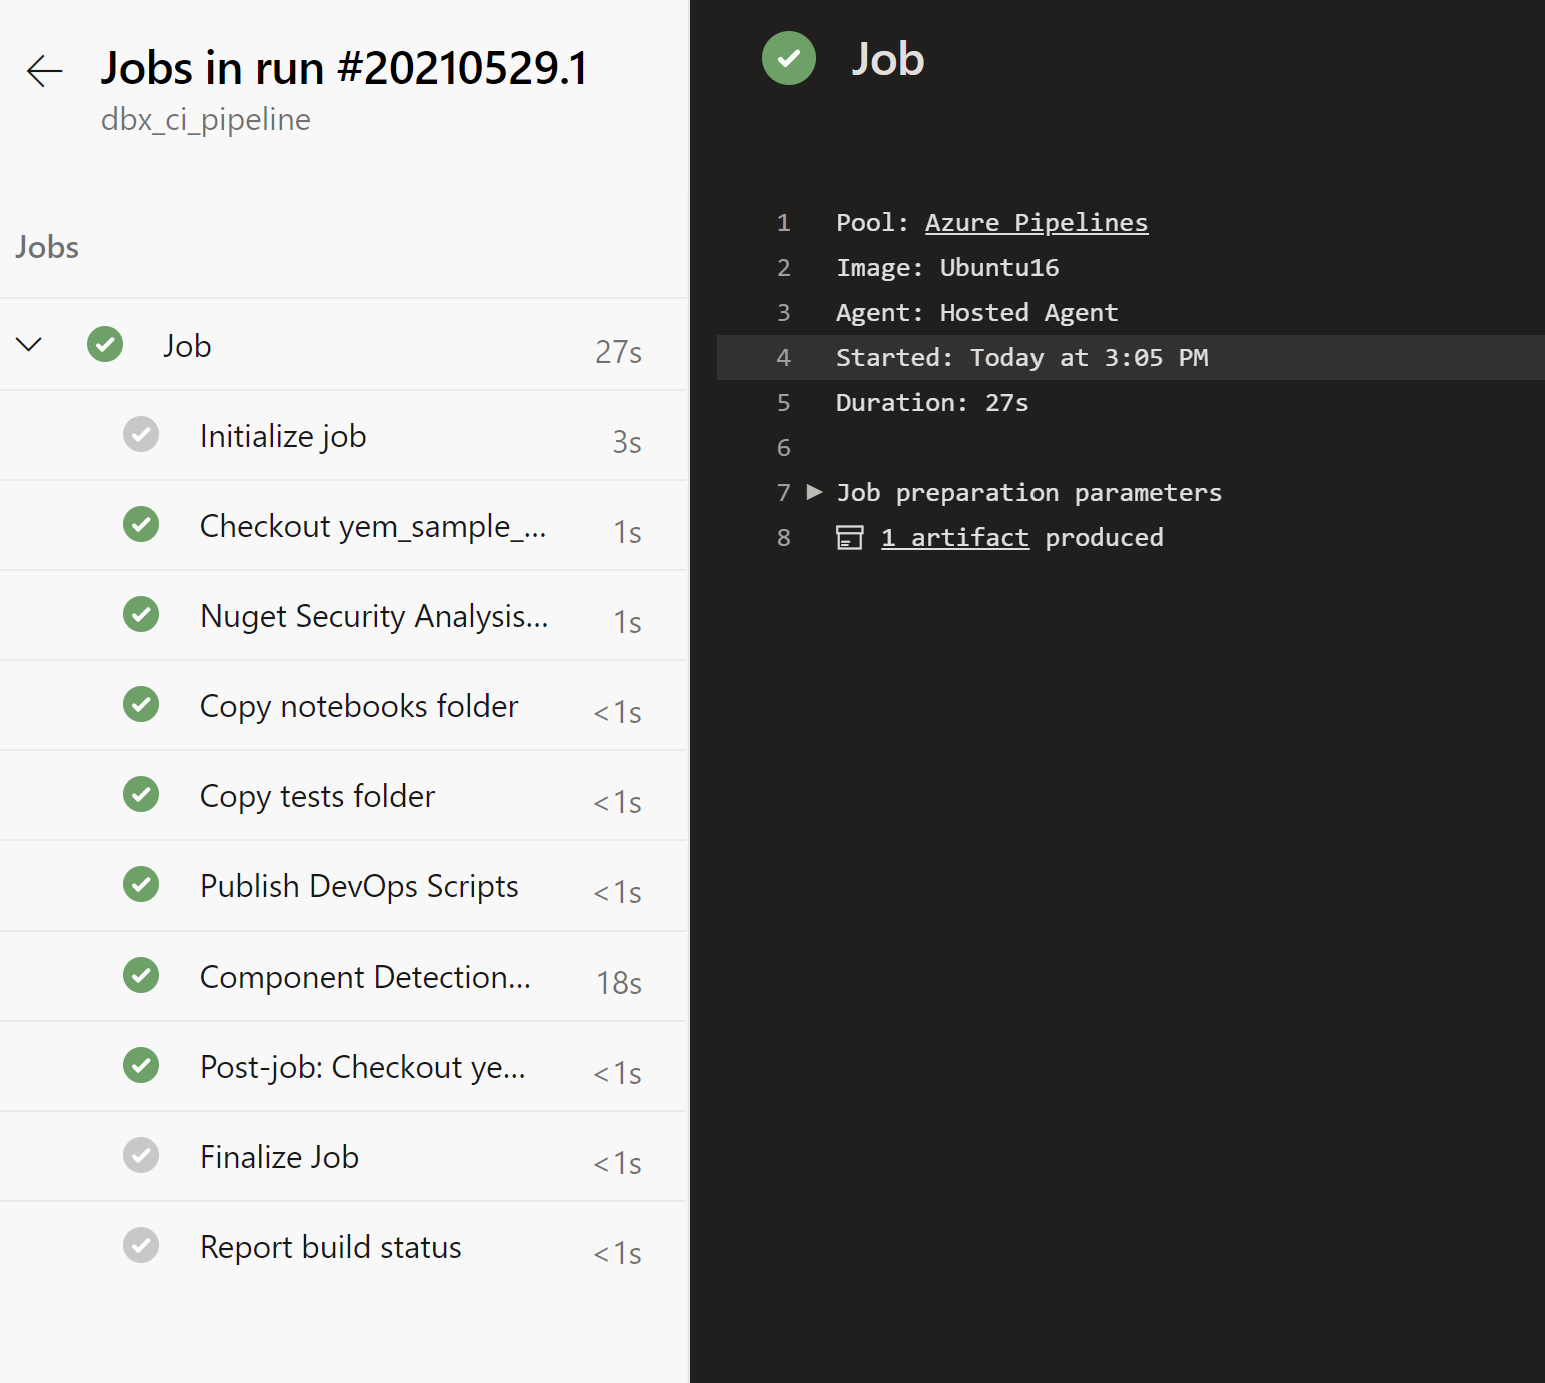 Jobs in run #20210529.1
dbx_ci_pipeline
Jobs
Job 27s
Initialize job 3s
Checkout yem_sample_... 1s
Nuget Security Analysis... 1s
Copy notebooks folder <1s
Copy tests folder <1s
Publish DevOps Scripts <1s
Component Detection... 18s
Post-job: Checkout ye... <1s
Finalize Job <1s
Report build status <1s
Job
1 Pool: Azure Pipelines
2 Image: Ubuntu16
3 Agent: Hosted Agent
4 Started: Today at 3:05 PM
5 Duration: 27s
6
7 Job preparation parameters
8 1 artifact produced